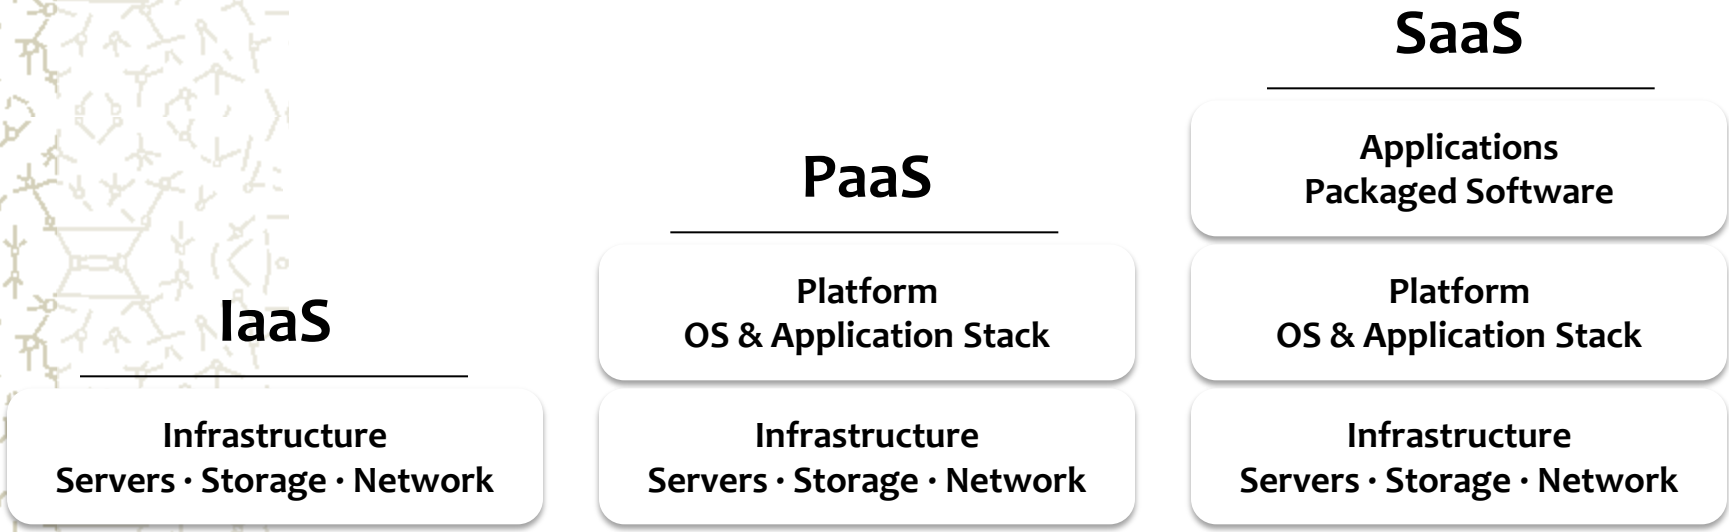 IaaS
Infrastructure
Servers · Storage · Network
PaaS
Platform
OS & Application Stack
Infrastructure
Servers · Storage · Network
SaaS
Applications
Packaged Software
Platform
OS & Application Stack
Infrastructure
Servers · Storage · Network